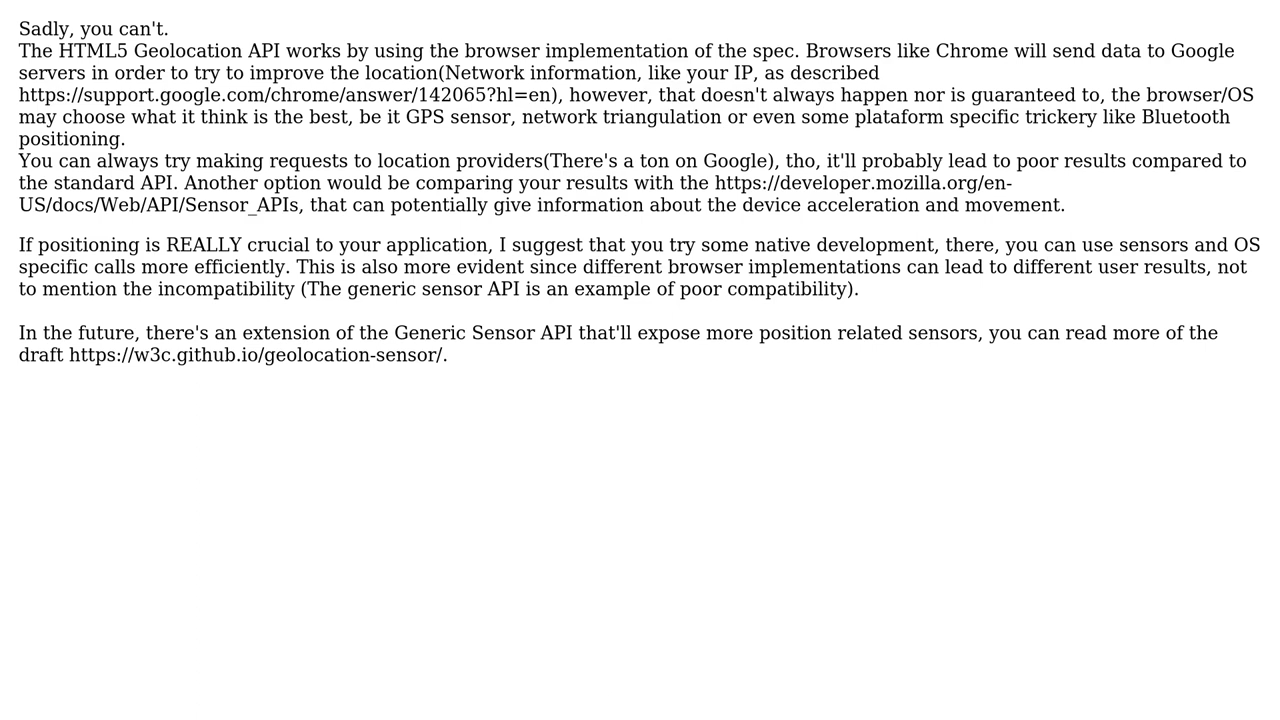 Sadly, you can't.
The HTML5 Geolocation API works by using the browser implementation of the spec. Browsers like Chrome will send data to Google
servers in order to try to improve the location(Network information, like your IP, as described
https://support.google.com/chrome/answer/142065?hl=en), however, that doesn't always happen nor is guaranteed to, the browser/OS
may choose what it think is the best, be it GPS sensor, network triangulation or even some plataform specific trickery like Bluetooth
positioning.
You can always try making requests to location providers(There's a ton on Google), tho, it'll probably lead to poor results compared to
the standard API. Another option would be comparing your results with the https://developer.mozilla.org/en-
US/docs/Web/API/Sensor_APIs, that can potentially give information about the device acceleration and movement.
If positioning is REALLY crucial to your application, I suggest that you try some native development, there, you can use sensors and OS
specific calls more efficiently. This is also more evident since different browser implementations can lead to different user results, not
to mention the incompatibility (The generic sensor API is an example of poor compatibility).
In the future, there's an extension of the Generic Sensor API that'll expose more position related sensors, you can read more of the
draft https://w3c.github.io/geolocation-sensor/.